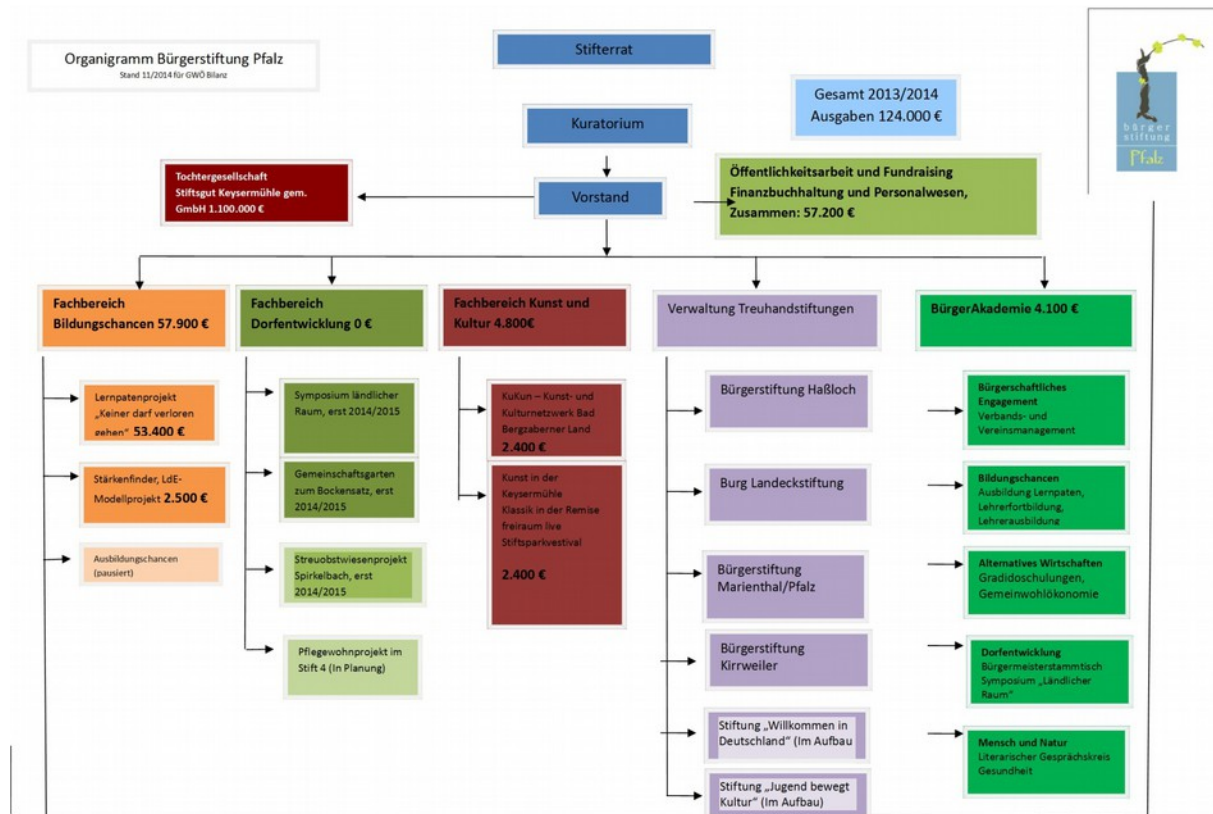 Organigramm Bürgerstiftung Pfalz
Stand 11/2014 für GWÖ Bilanz
Stifterrat
Gesamt 2013/2014
Ausgaben 124.000 €
bürger
stiftung
Pfalz
Kuratorium
Tochtergesellschaft
Stiftsgut Keysermühle gem.
GmbH 1.100.000 €
Vorstand
Öffentlichkeitsarbeit und Fundraising
Finanzbuchhaltung und Personalwesen,
Zusammen: 57.200 €
Fachbereich
Bildungschancen 57.900 €
Fachbereich
Dorfentwicklung 0 €
Fachbereich Kunst und
Kultur 4.800€
Verwaltung Treuhandstiftungen
BürgerAkademie 4.100 €
Lernpatenprojekt
„Keiner darf verloren
gehen“ 53.400 €
Stärkenfinder, LdE-
Modellprojekt 2.500 €
Ausbildungschancen
(pausiert)
Symposium ländlicher
Raum, erst 2014/2015
Gemeinschaftsgarten
zum Bockensatz, erst
2014/2015
Streuobstwiesenprojekt
Spirkelbach, erst
2014/2015
Pflegewohnprojekt im
Stift 4 (In Planung)
KuKun – Kunst- und
Kulturnetzwerk Bad
Bergzaberner Land
2.400 €
Kunst in der
Keysermühle
Klassik in der Remise
freiraum live
Stiftsparkvestival
2.400 €
Bürgerstiftung Haßloch
Burg Landeckstiftung
Bürgerstiftung
Marienthal/Pfalz
Bürgerstiftung
Kirrweiler
Stiftung „Willkommen in
Deutschland“ (Im Aufbau
Stiftung „Jugend bewegt
Kultur“ (Im Aufbau)
Bürgerschaftliches
Engagement
Verbands- und
Vereinsmanagement
Bildungschancen
Ausbildung Lernpaten,
Lehrerfortbildung,
Lehrerausbildung
Alternatives Wirtschaften
Gradidoschulungen,
Gemeinwohlökonomie
Dorfentwicklung
Bürgermeisterstammtisch
Symposium „Ländlicher
Raum“
Mensch und Natur
Literarischer Gesprächskreis
Gesundheit